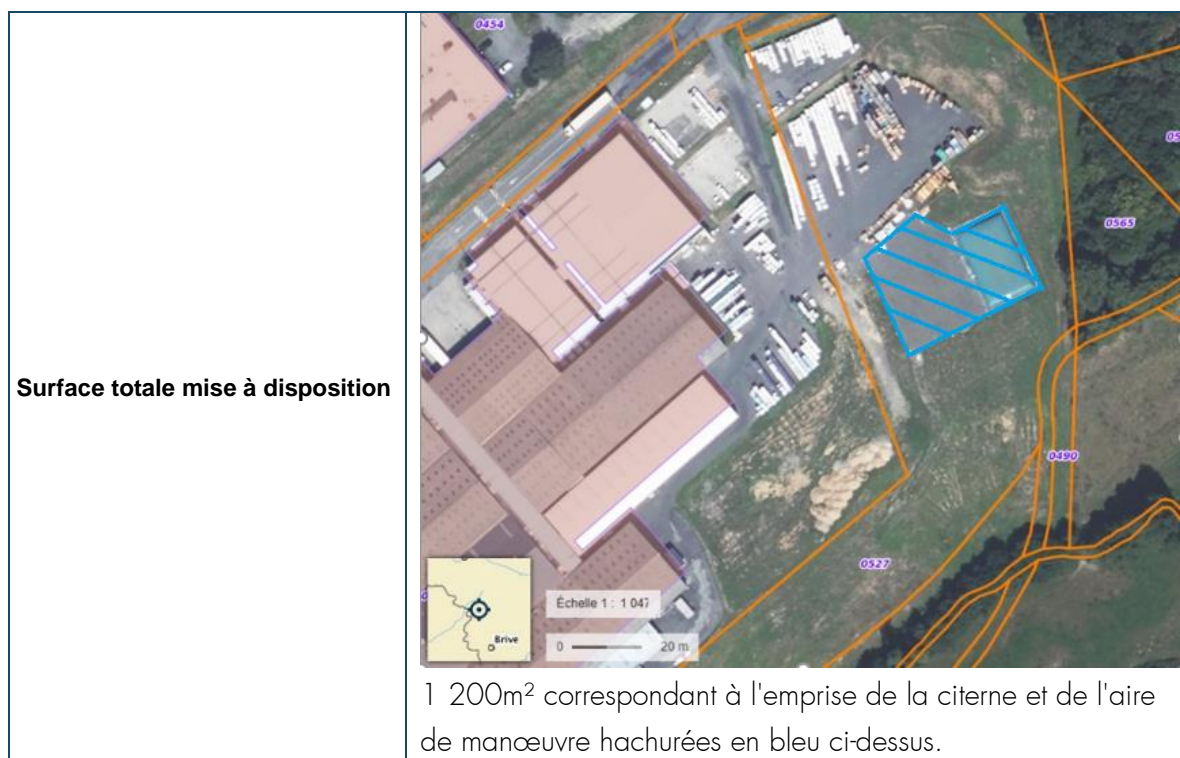 Surface totale mise à disposition
0454
0565
0490
0527
Brive
Échelle 1 : 1 047
0 20 m
1 200m² correspondant à l'emprise de la citerne et de l'aire
de manœuvre hachurées en bleu ci-dessus.